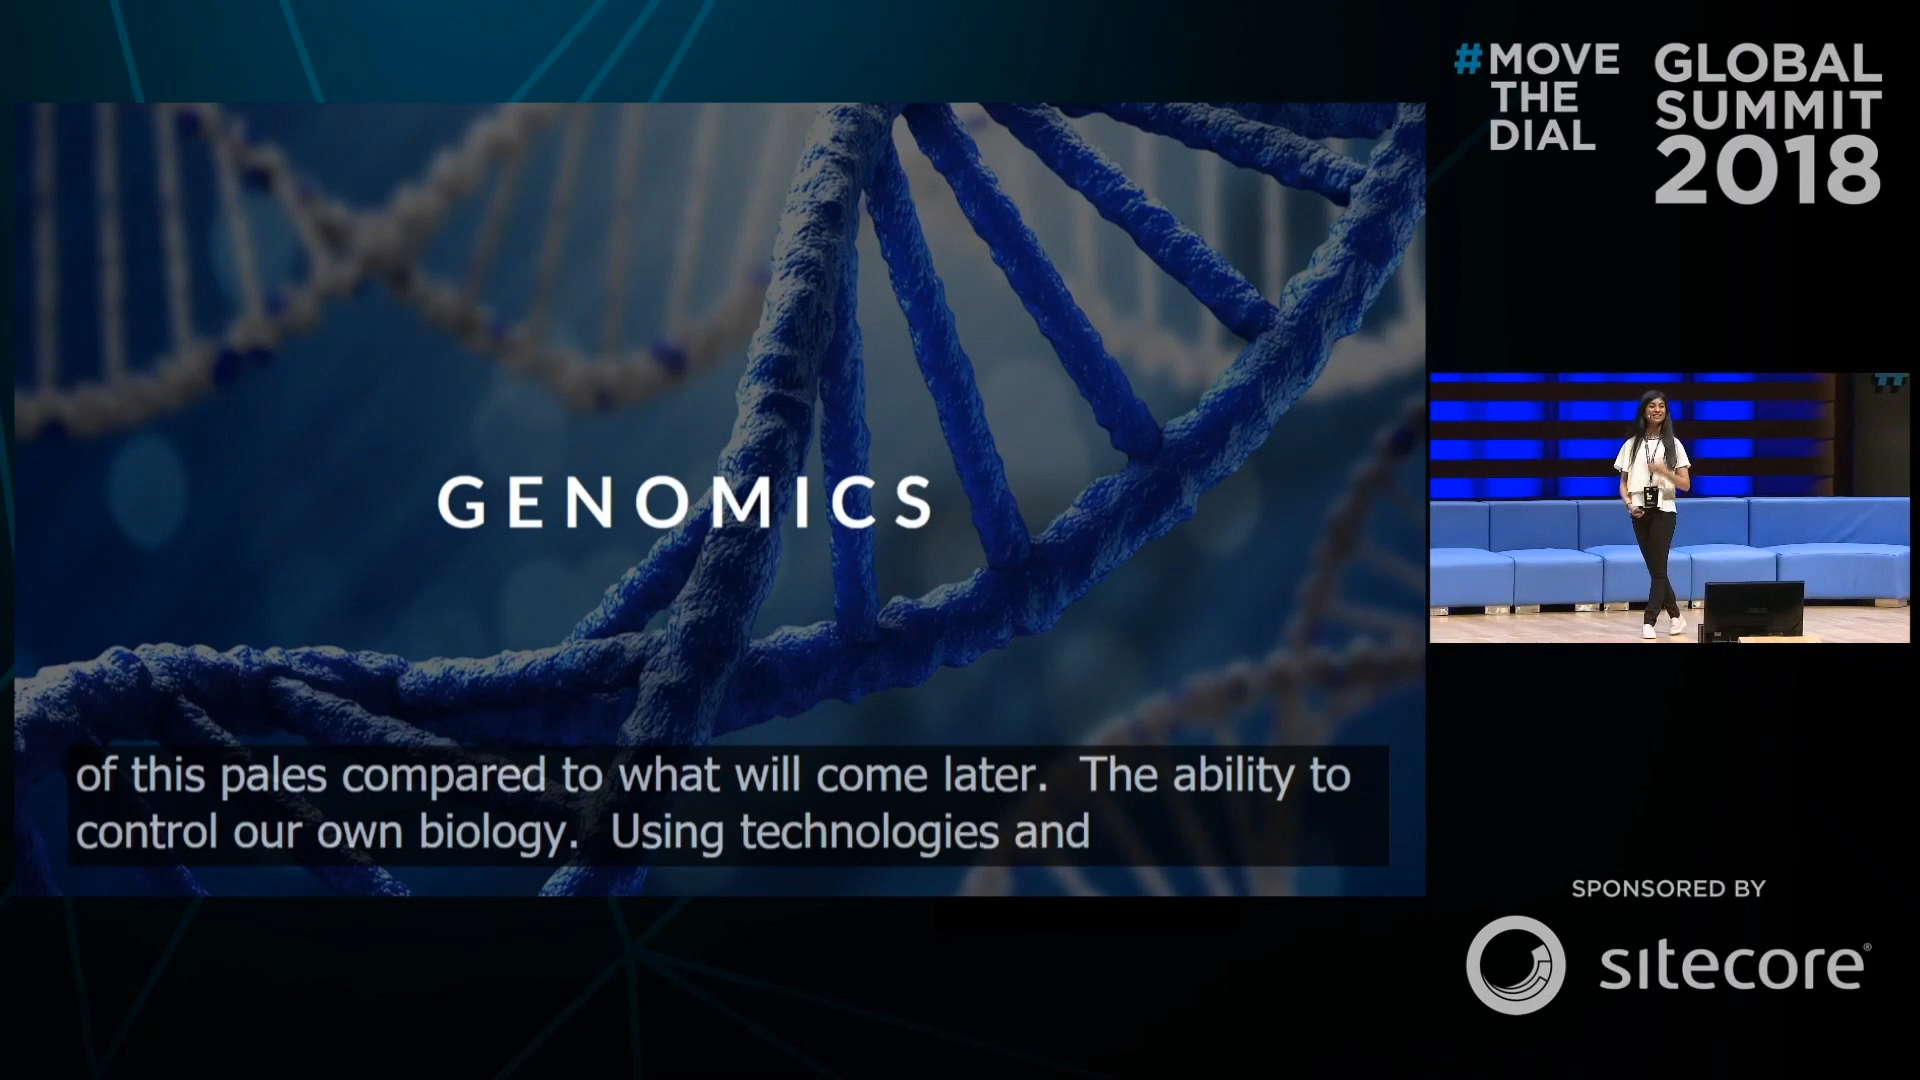 #MOVE
THE
DIAL
GLOBAL
SUMMIT
2018
GENOMICS
of this pales compared to what will come later. The ability to
control our own biology. Using technologies and
SPONSORED BY
sitecore®